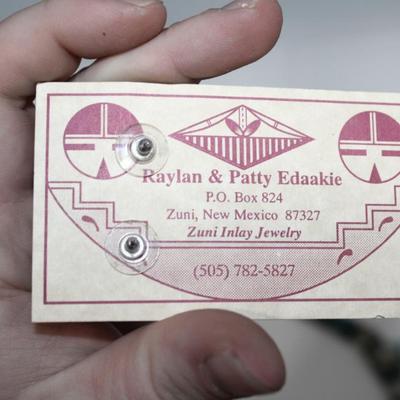 Raylan & Patty Edaakie
P.O. Box 824
Zuni, New Mexico 87327
Zuni Inlay Jewelry
(505) 782-5827